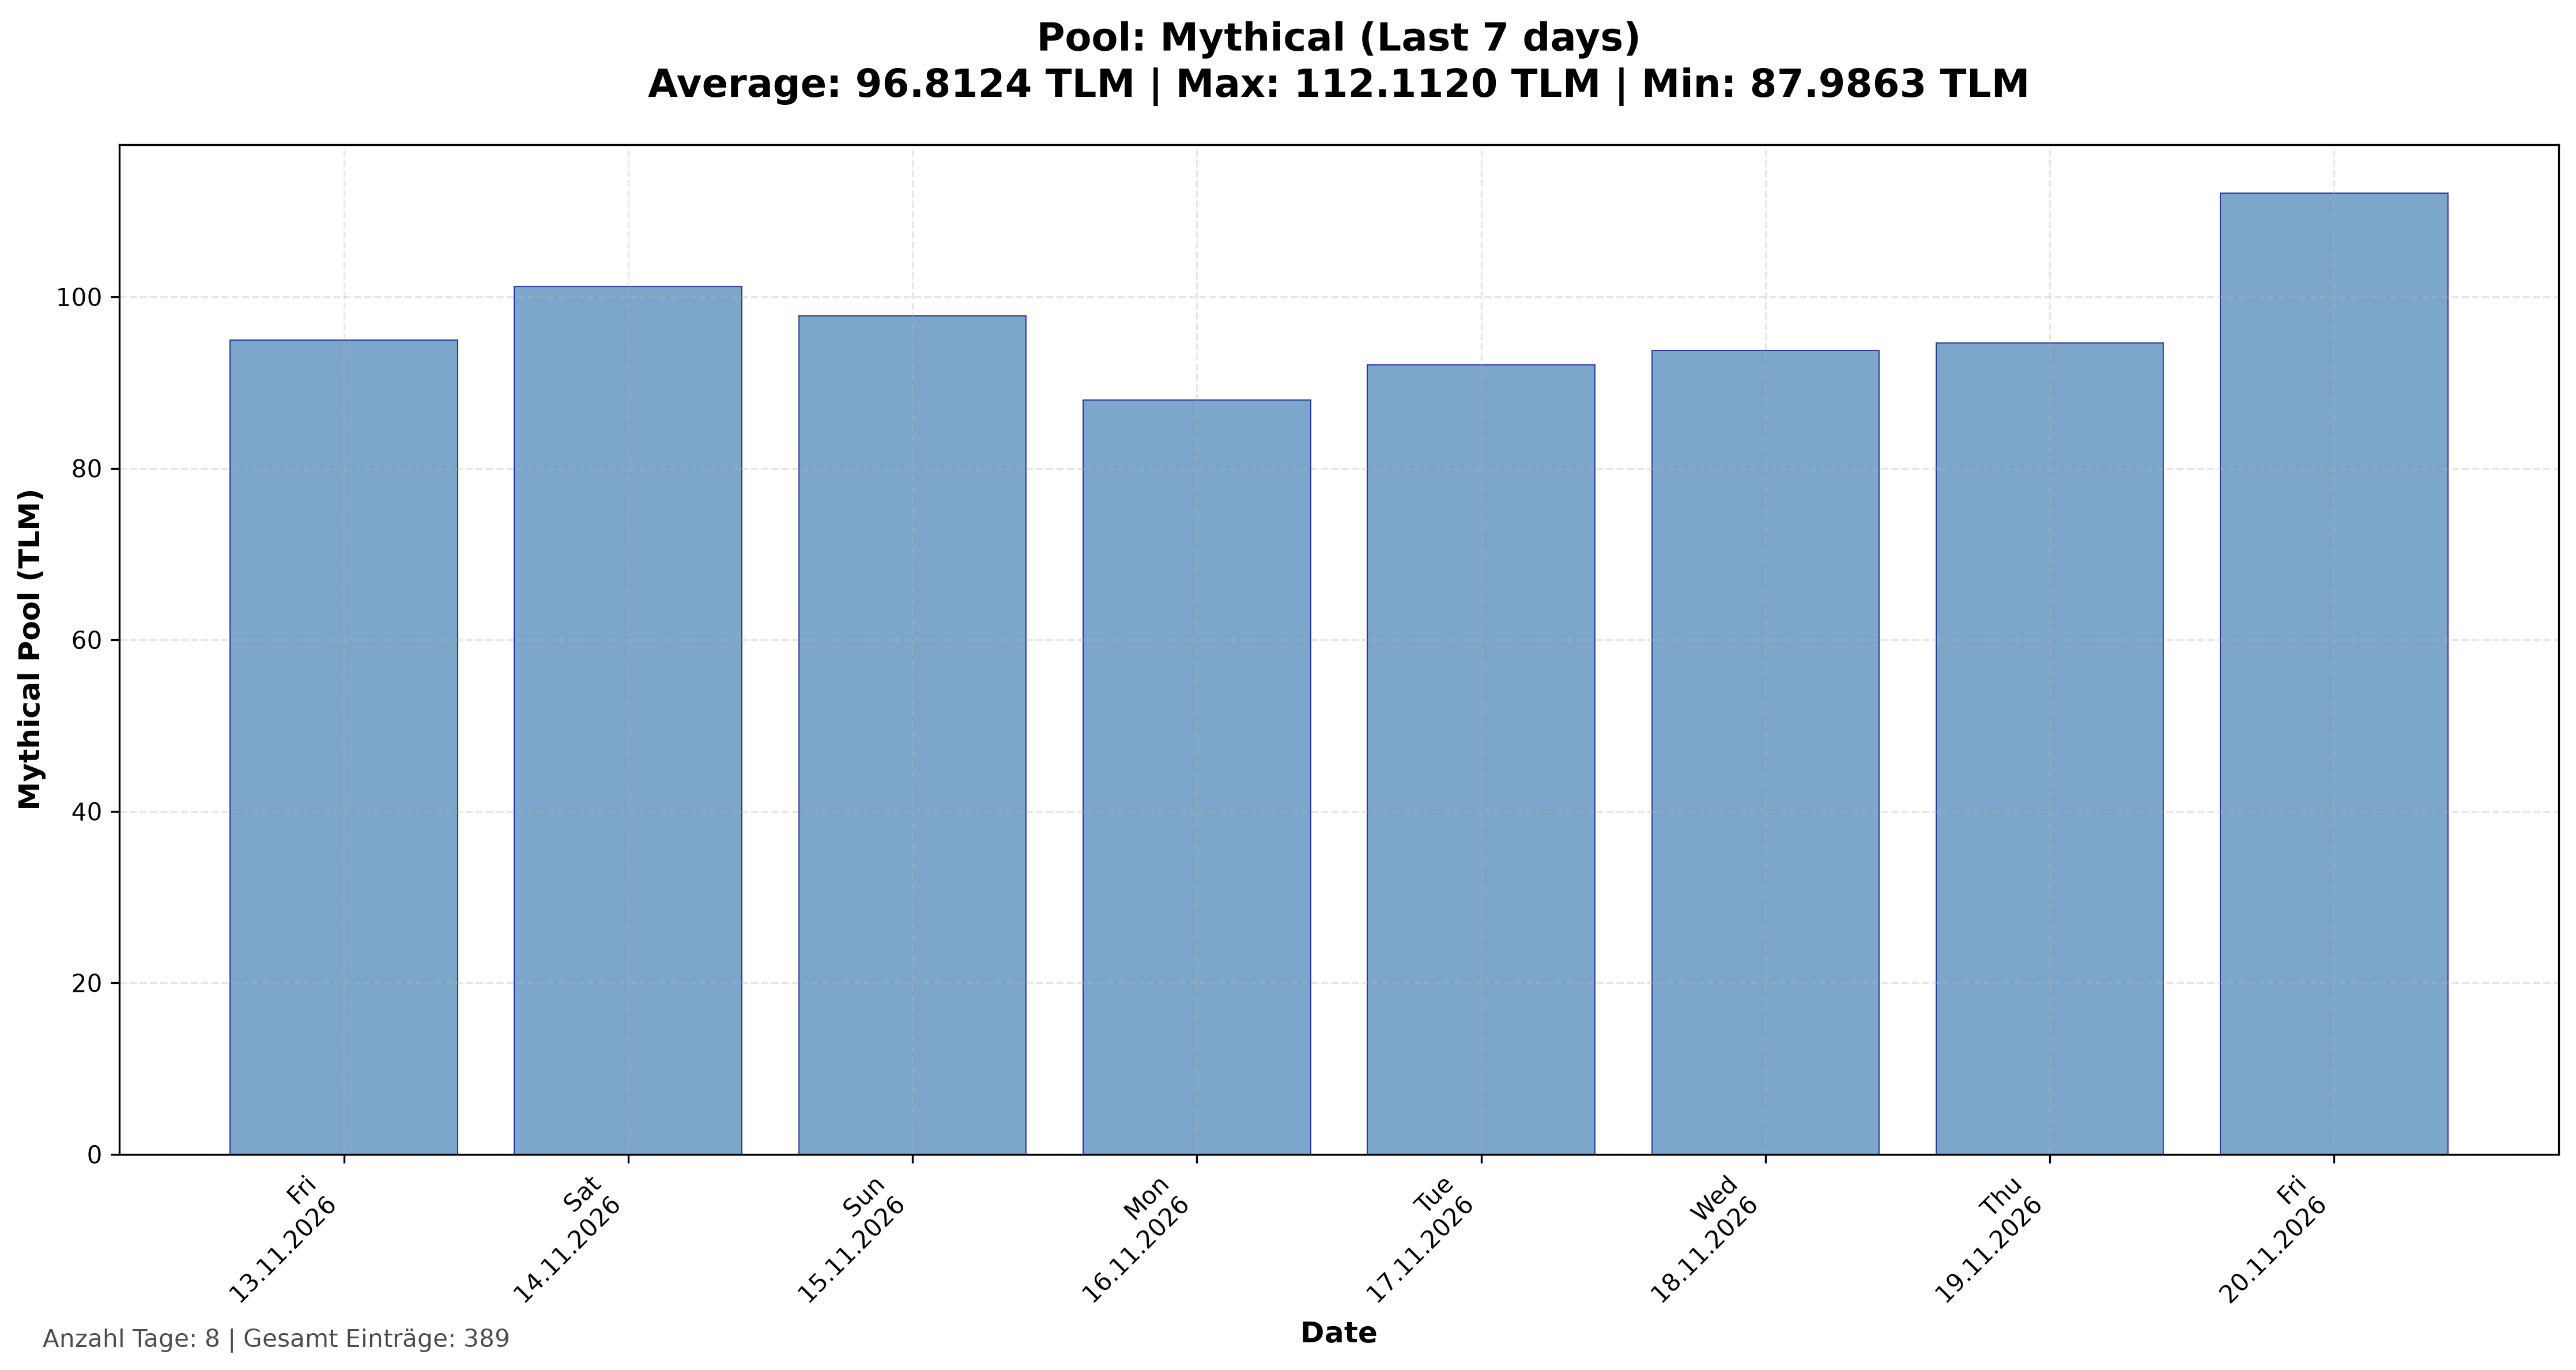 Pool: Mythical (Last 7 days)
Average: 96.8124 TLM | Max: 112.1120 TLM | Min: 87.9863 TLM
Mythical Pool (TLM)
100
80
60
40
20
0
Fri
13.11.2026
Sat
14.11.2026
Sun
15.11.2026
Mon
16.11.2026
Tue
17.11.2026
Wed
18.11.2026
Thu
19.11.2026
Fri
20.11.2026
Date
Anzahl Tage: 8 | Gesamt Einträge: 389